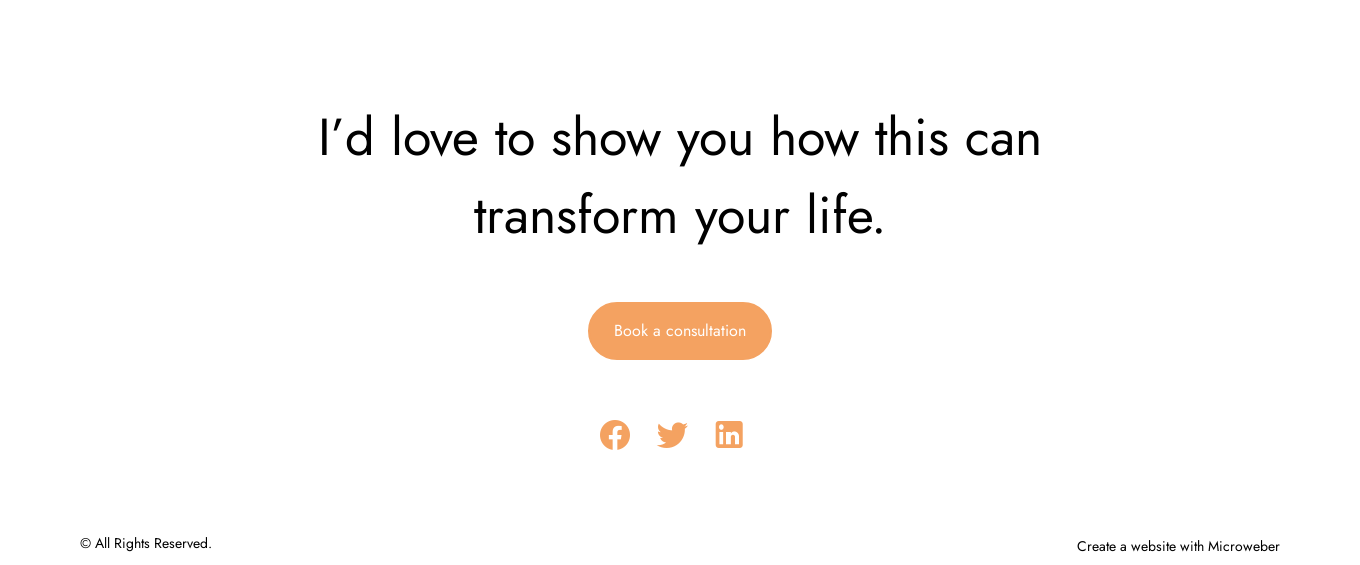 I’d love to show you how this can
transform your life.
Book a consultation
© All Rights Reserved.
Create a website with Microweber